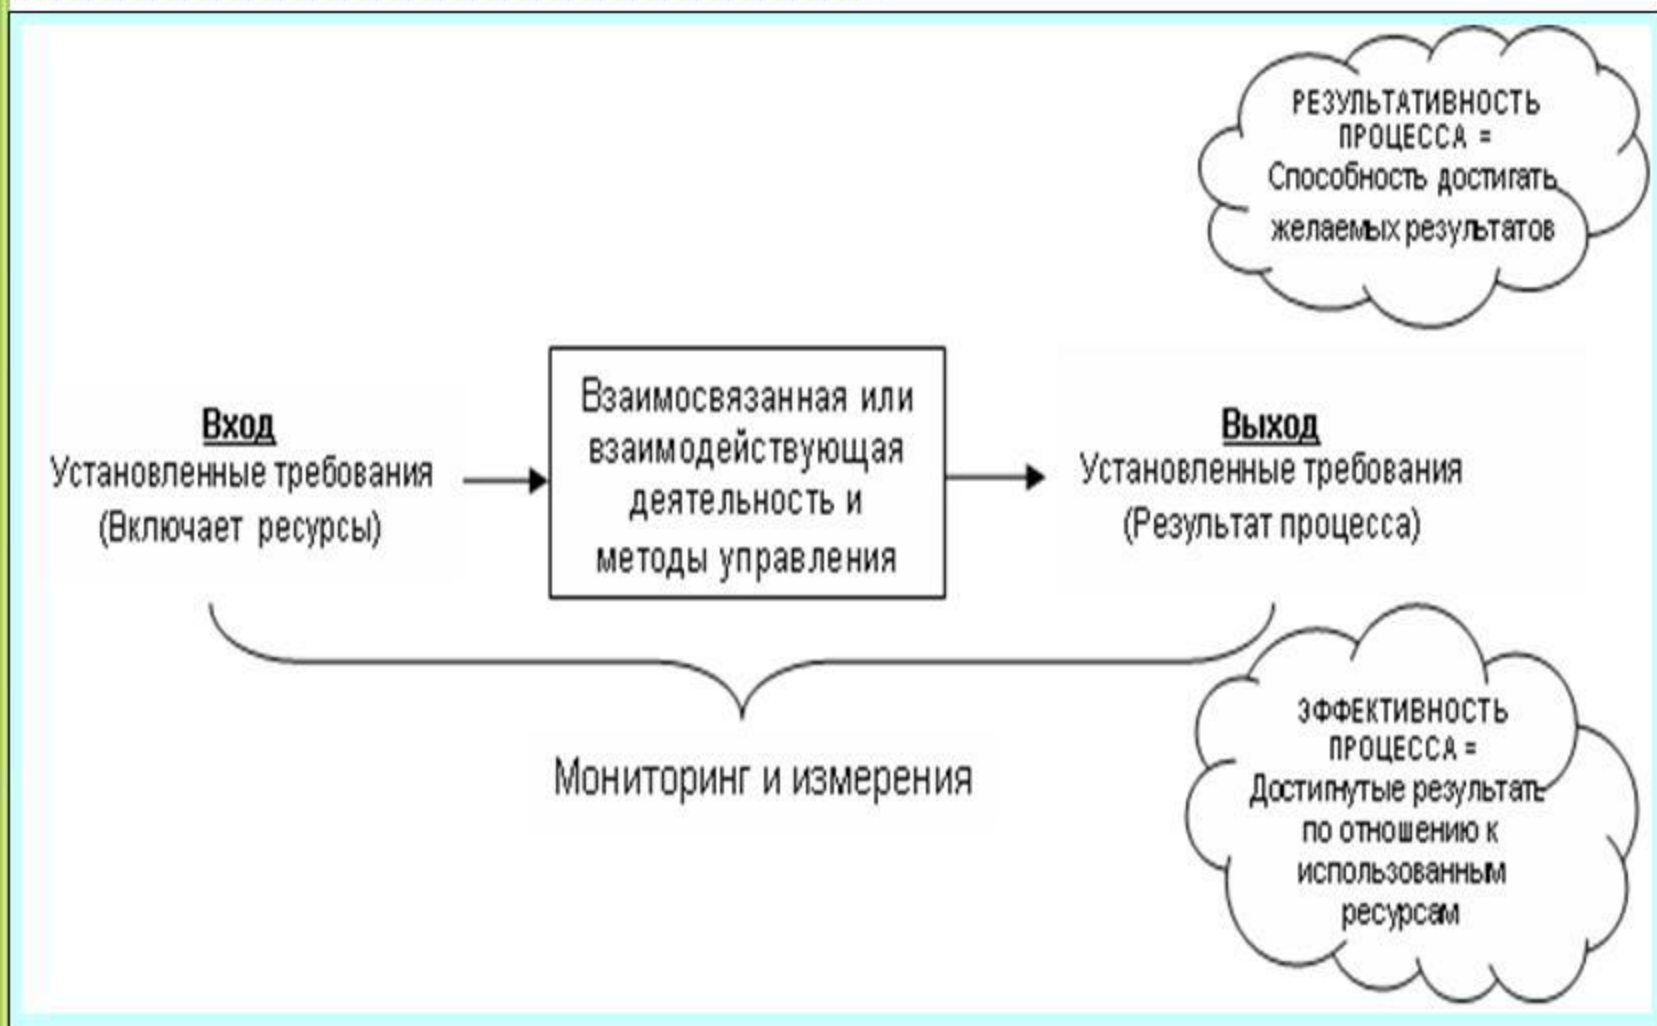 РЕЗУЛЬТАТИВНОСТЬ
ПРОЦЕССА =
Способность достигать
желаемых результатов
Вход
Установленные требования
(Включает ресурсы)
Взаимосвязанная или
взаимодействующая
деятельность и
методы управления
Выход
Установленные требования
(Результат процесса)
Мониторинг и измерения
ЭФФЕКТИВНОСТЬ
ПРОЦЕССА =
Достигнутые результаты
по отношению к
использованным
ресурсам